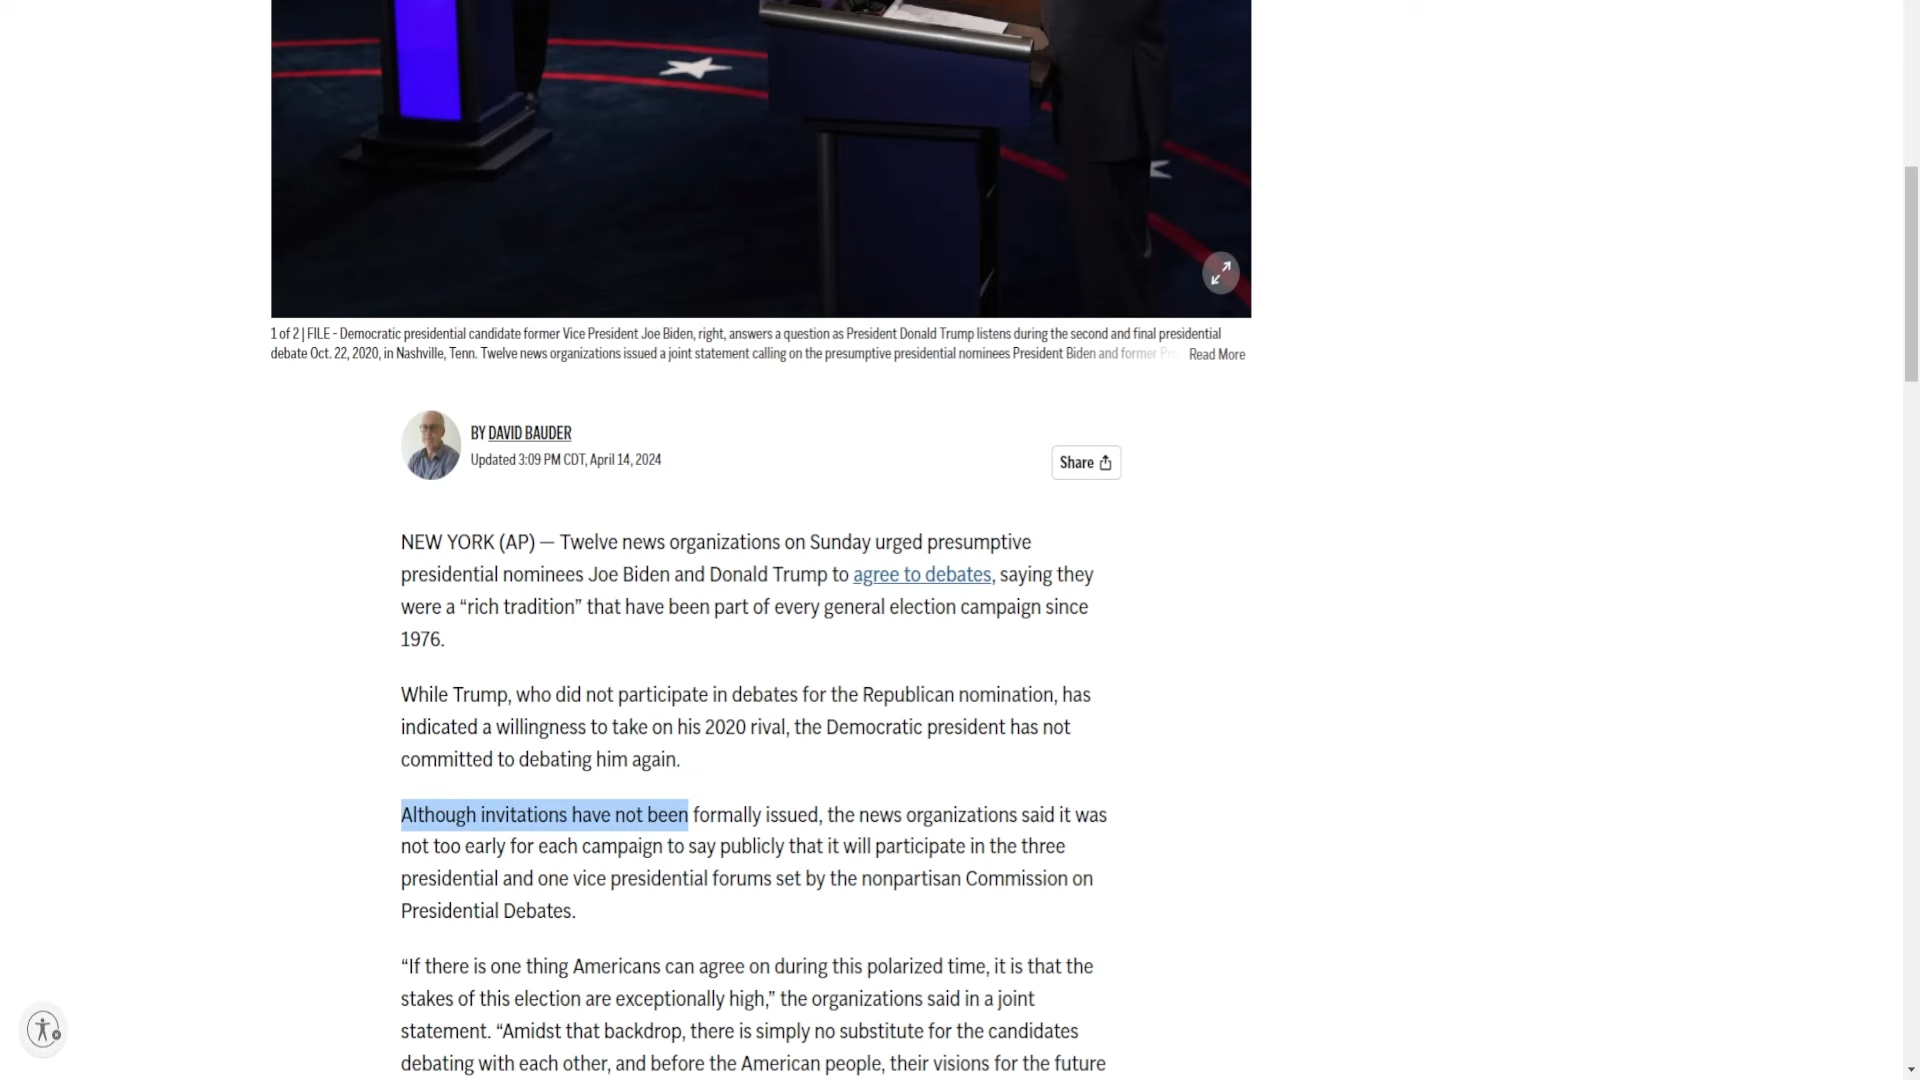 1 of 2 | FILE - Democratic presidential candidate former Vice President Joe Biden, right, answers a question as President Donald Trump listens during the second and final presidential
debate Oct. 22, 2020, in Nashville, Tenn. Twelve news organizations issued a joint statement calling on the presumptive presidential nominees President Biden and former Read More
BY DAVID BAUDER
Updated 3:09 PM CDT, April 14, 2024
Share
NEW YORK (AP) — Twelve news organizations on Sunday urged presumptive
presidential nominees Joe Biden and Donald Trump to agree to debates, saying they
were a “rich tradition” that have been part of every general election campaign since
1976.
While Trump, who did not participate in debates for the Republican nomination, has
indicated a willingness to take on his 2020 rival, the Democratic president has not
committed to debating him again.
Although invitations have not been formally issued, the news organizations said it was
not too early for each campaign to say publicly that it will participate in the three
presidential and one vice presidential forums set by the nonpartisan Commission on
Presidential Debates.
“If there is one thing Americans can agree on during this polarized time, it is that the
stakes of this election are exceptionally high,” the organizations said in a joint
statement. “Amidst that backdrop, there is simply no substitute for the candidates
debating with each other, and before the American people, their visions for the future